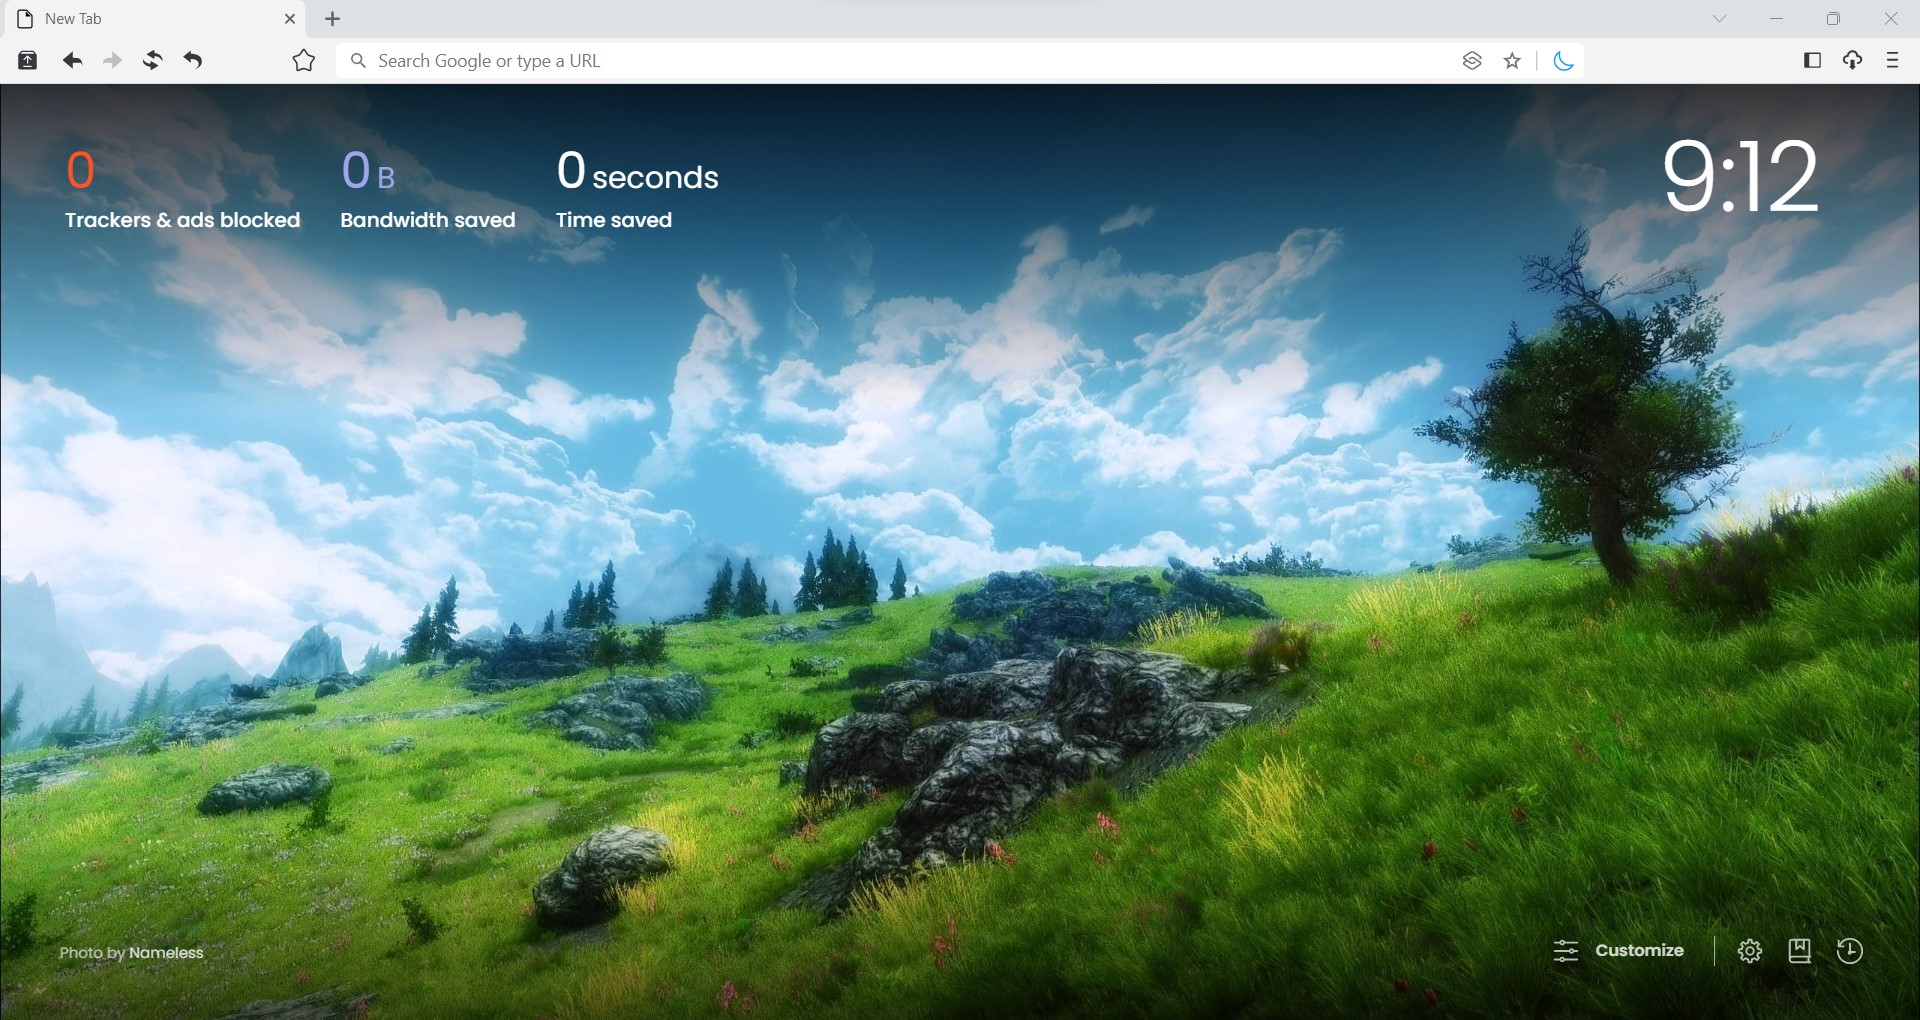 New Tab
Search Google or type a URL
0
Trackers & ads blocked
0 B
Bandwidth saved
0 seconds
Time saved
9:12
Photo by Nameless
Customize